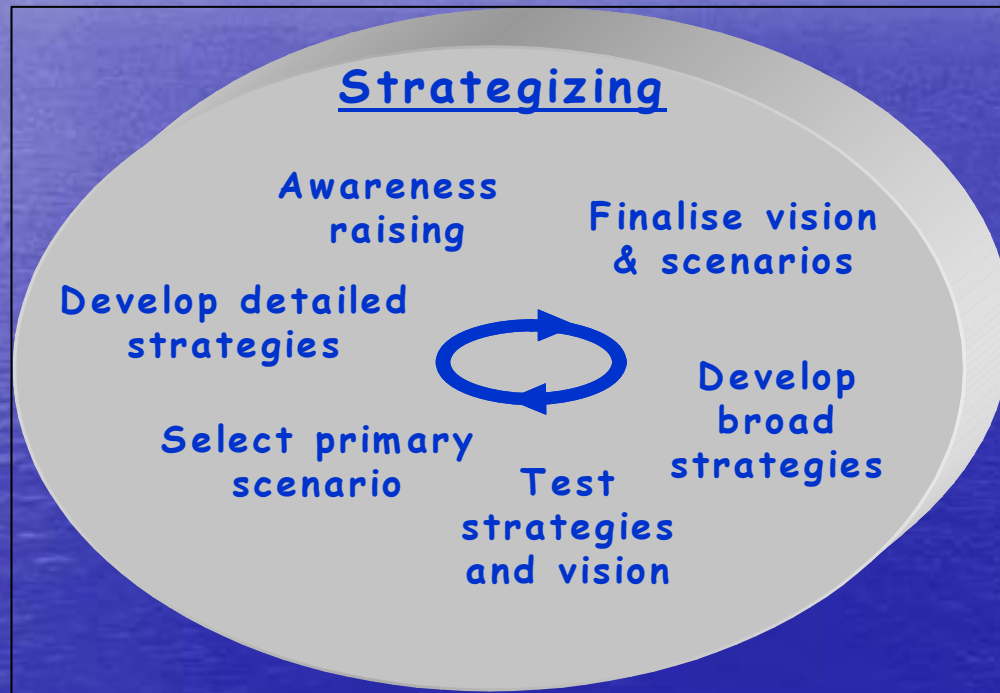 Strategizing
Awareness
raising
Finalise vision
& scenarios
Develop broad
strategies
Test
strategies
and vision
Select primary
scenario
Develop detailed
strategies